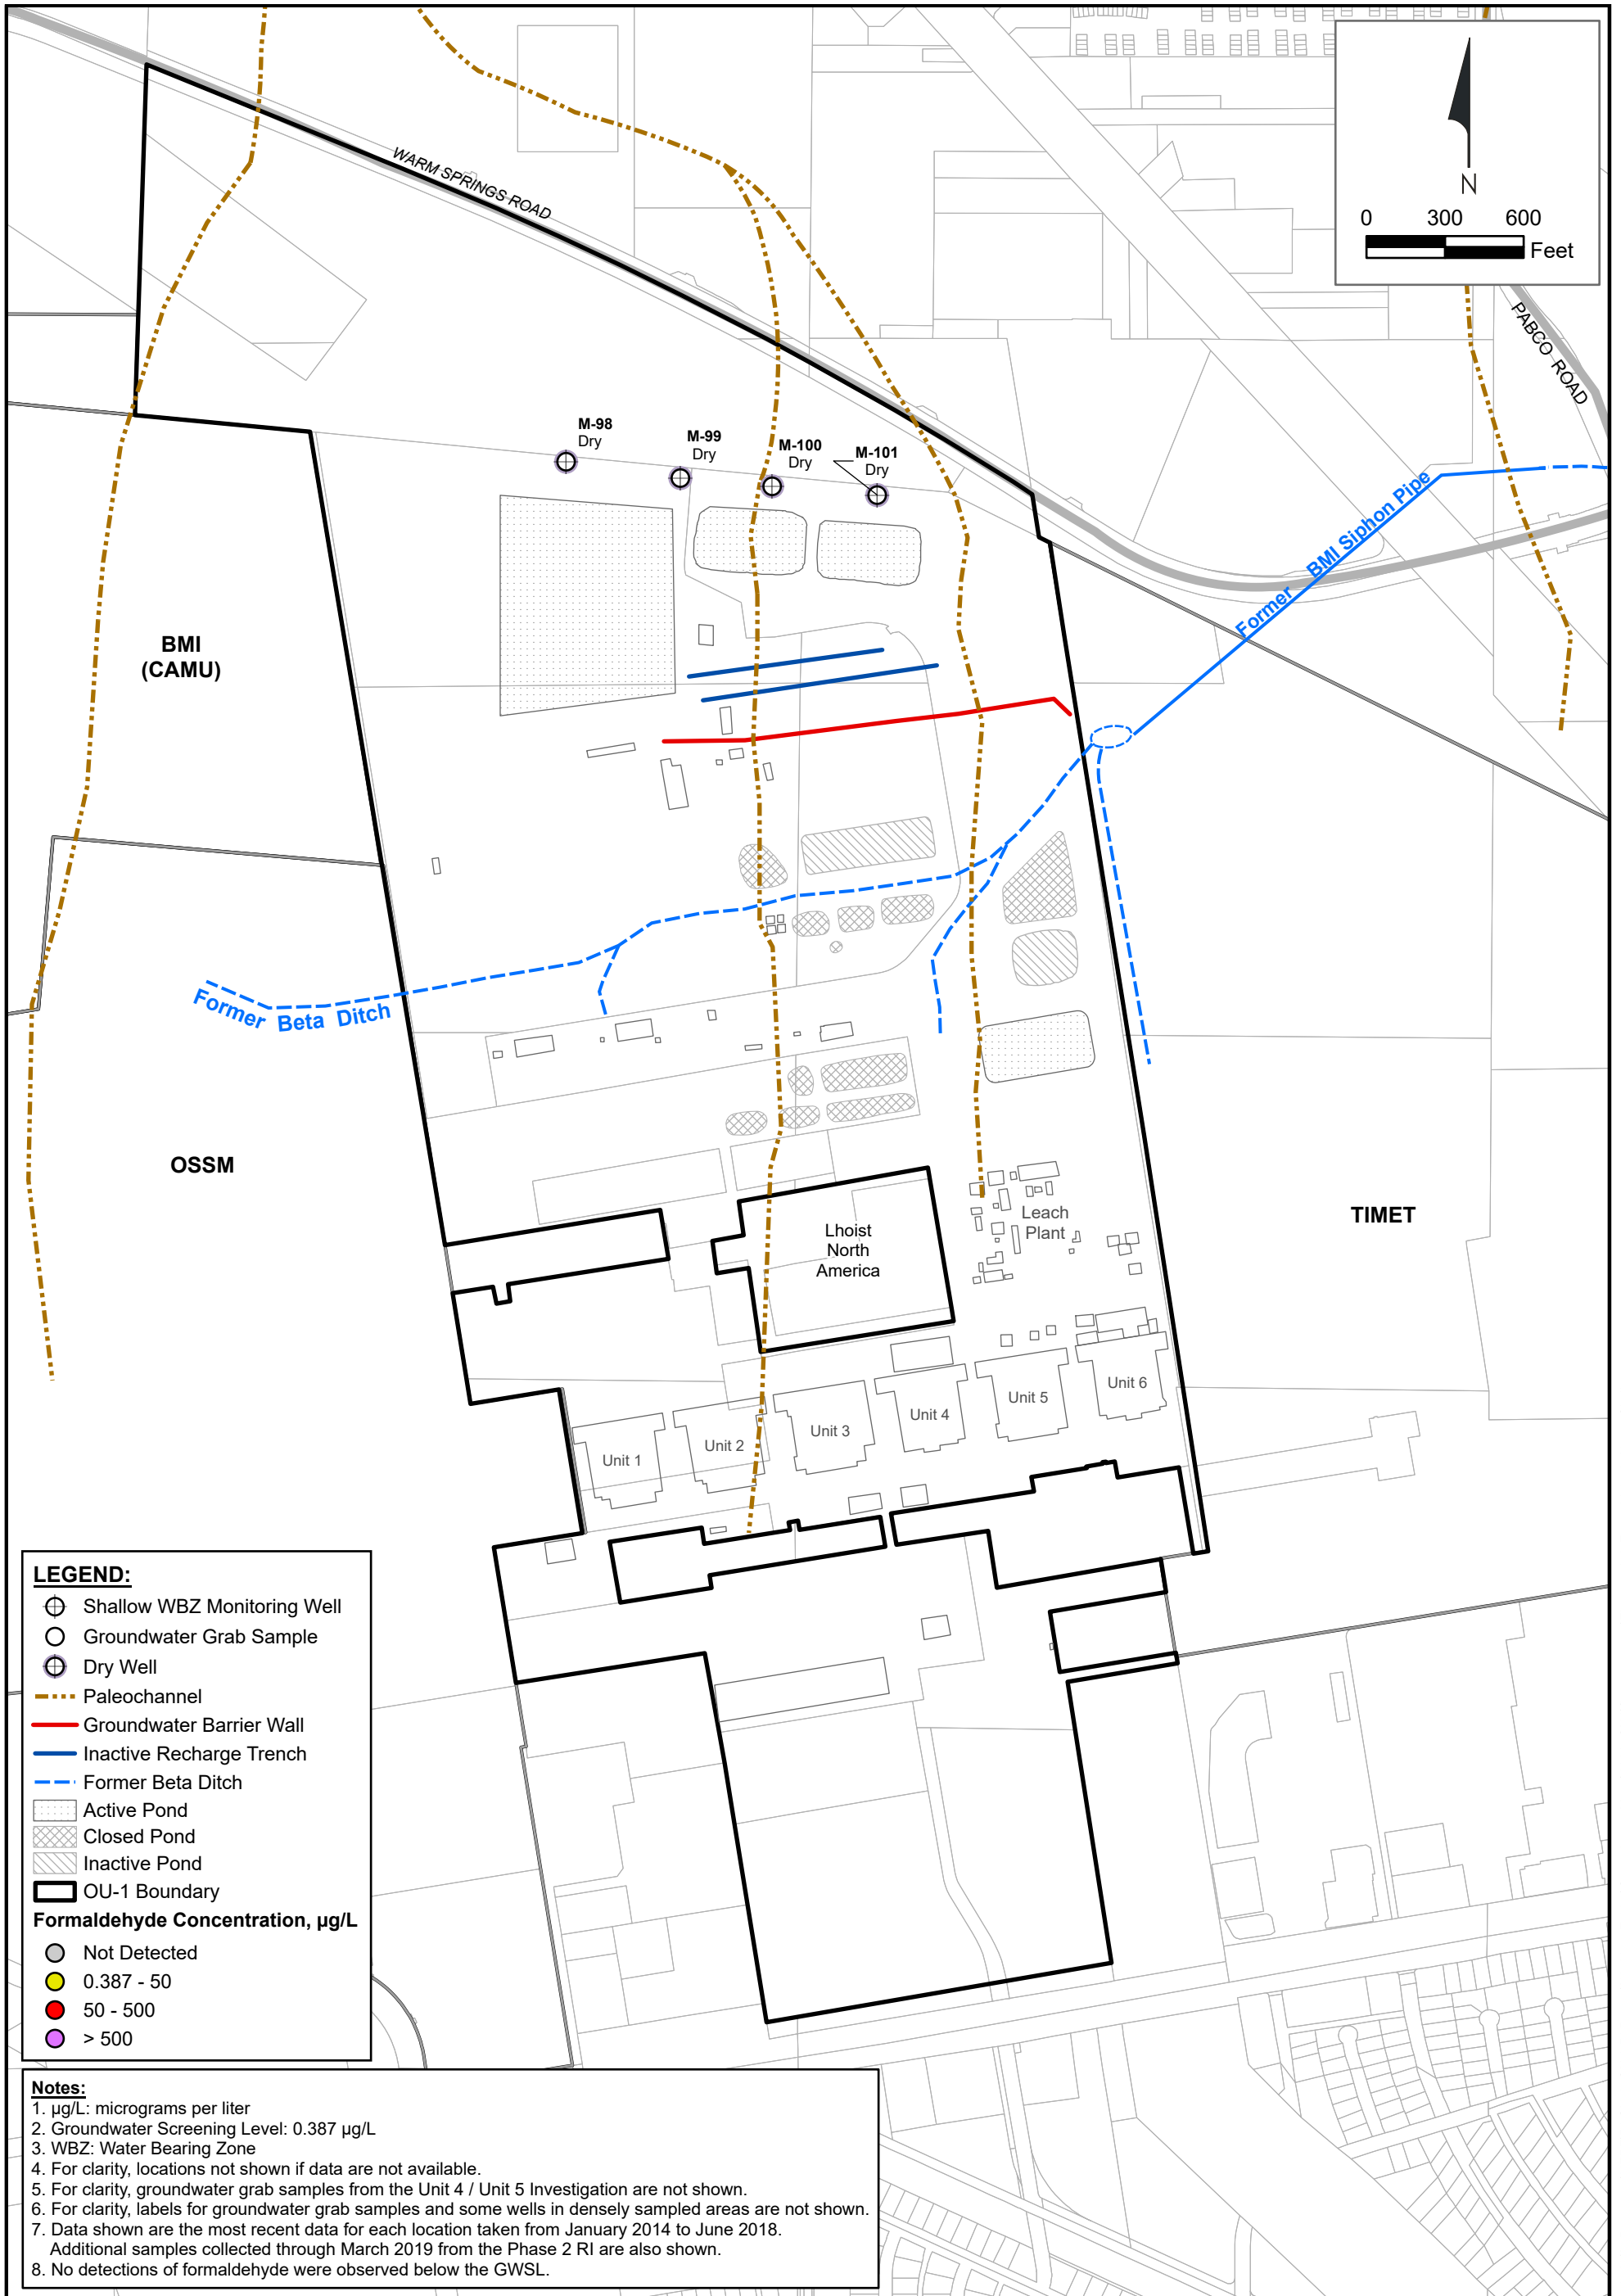 N
0 300 600
Feet
WARM SPRINGS ROAD
PABCO ROAD
M-98
Dry
M-99
Dry
M-100
Dry
M-101
Dry
Former BMI Siphon Pipe
BMI
(CAMU)
Former Beta Ditch
OSSM
TIMET
Lhoist
North
America
Leach
Plant
Unit 1
Unit 2
Unit 3
Unit 4
Unit 5
Unit 6
LEGEND:
Shallow WBZ Monitoring Well
Groundwater Grab Sample
Dry Well
Paleochannel
Groundwater Barrier Wall
Inactive Recharge Trench
Former Beta Ditch
Active Pond
Closed Pond
Inactive Pond
OU-1 Boundary
Formaldehyde Concentration, µg/L
Not Detected
0.387 - 50
50 - 500
> 500
Notes:
1. µg/L: micrograms per liter
2. Groundwater Screening Level: 0.387 µg/L
3. WBZ: Water Bearing Zone
4. For clarity, locations not shown if data are not available.
5. For clarity, groundwater grab samples from the Unit 4 / Unit 5 Investigation are not shown.
6. For clarity, labels for groundwater grab samples and some wells in densely sampled areas are not shown.
7. Data shown are the most recent data for each location taken from January 2014 to June 2018.
Additional samples collected through March 2019 from the Phase 2 RI are also shown.
8. No detections of formaldehyde were observed below the GWSL.